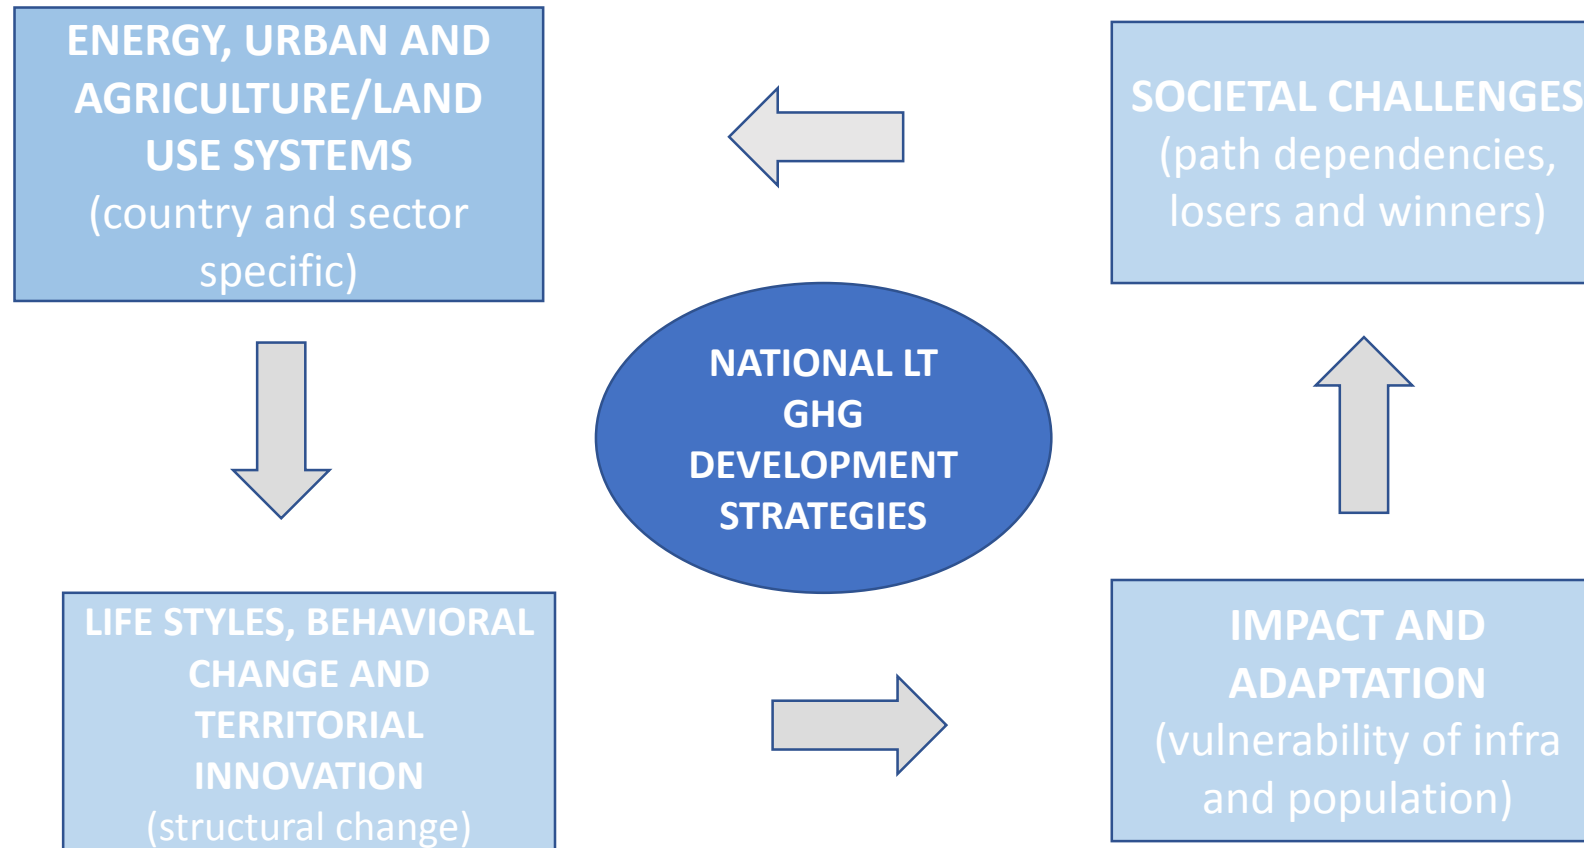 ENERGY, URBAN AND
AGRICULTURE/LAND
USE SYSTEMS
(country and sector
specific)
SOCIETAL CHALLENGES
(path dependencies,
losers and winners)
NATIONAL LT
GHG
DEVELOPMENT
STRATEGIES
LIFE STYLES, BEHAVIORAL
CHANGE AND
TERRITORIAL
INNOVATION
(structural change)
IMPACT AND
ADAPTATION
(vulnerability of infra
and population)